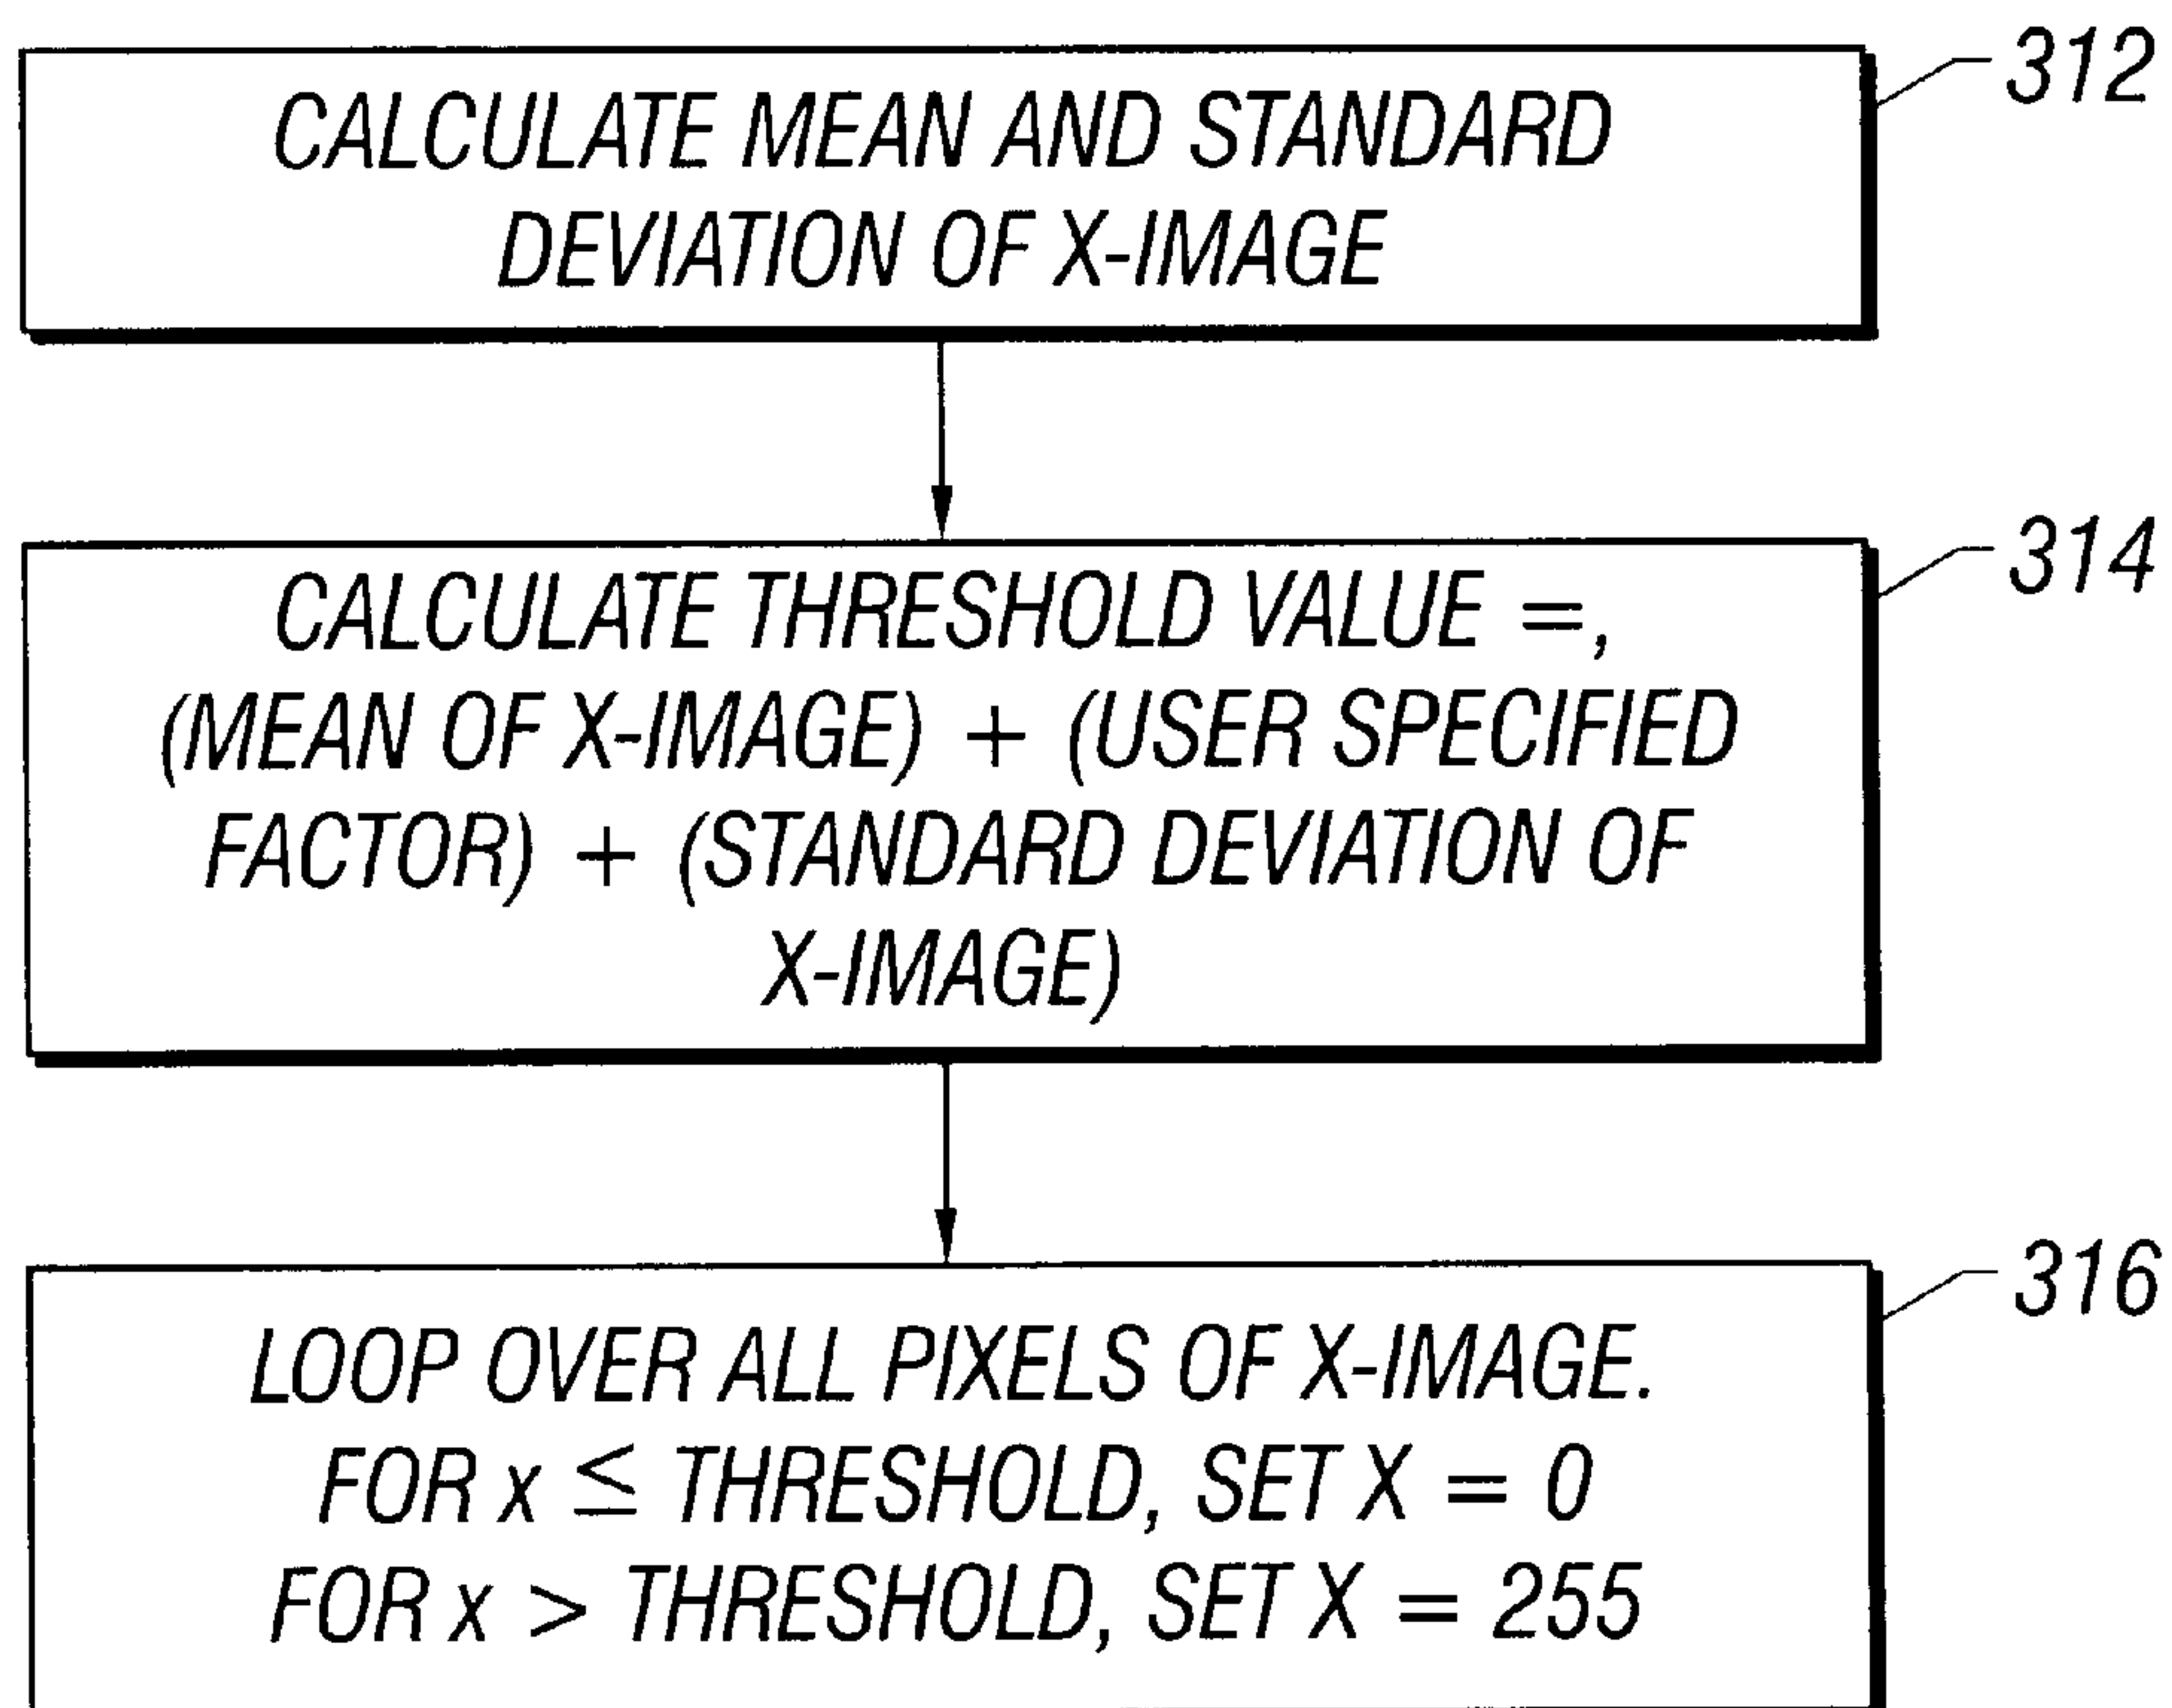 312
CALCULATE MEAN AND STANDARD
DEVIATION OF X-IMAGE
314
CALCULATE THRESHOLD VALUE =,
(MEAN OF X-IMAGE) + (USER SPECIFIED
FACTOR) + (STANDARD DEVIATION OF
X-IMAGE)
316
LOOP OVER ALL PIXELS OF X-IMAGE.
FOR x ≤ THRESHOLD, SET X = 0
FOR x > THRESHOLD, SET X = 255